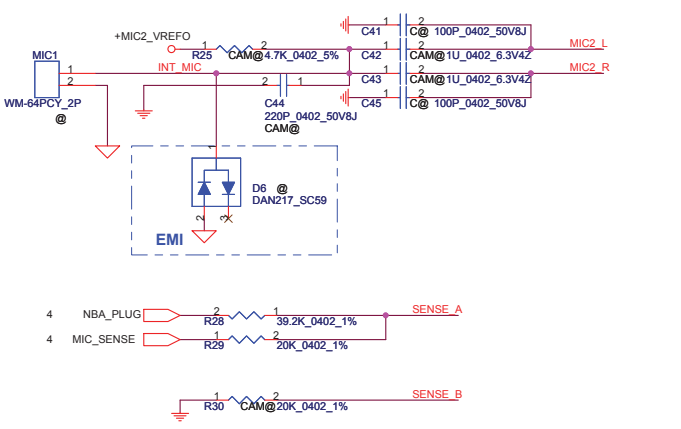 +MIC2_VREFO
1 2
R25 CAM@4.7K_0402_5%
1 2
C41 C@ 100P_0402_50V8J
1 2 MIC2_L
C42 CAM@1U_0402_6.3V4Z
MIC1
1 INT_MIC
2
WM-64PCY_2P
@
1 2 MIC2_R
C43 CAM@1U_0402_6.3V4Z
2 1
C44
220P_0402_50V8J
CAM@
1 2
C45 C@ 100P_0402_50V8J
1
D6 @
DAN217_SC59
2 3
EMI
4 NBA_PLUG 2 1 SENSE_A
R28 39.2K_0402_1%
4 MIC_SENSE 1 2
R29 20K_0402_1%
1 2 SENSE_B
R30 CAM@20K_0402_1%